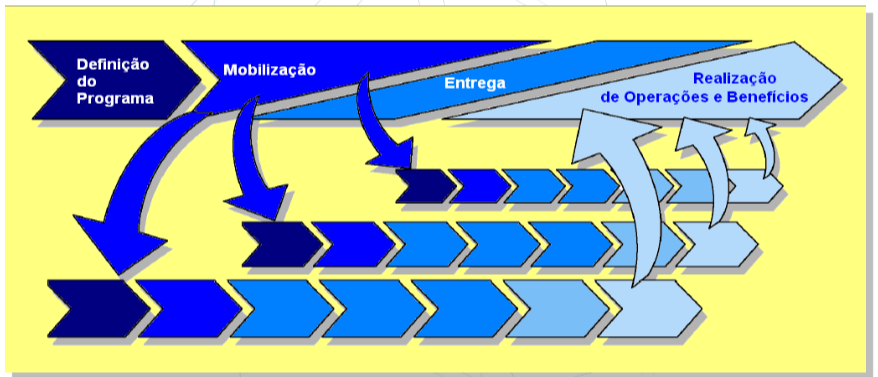 Definição
do
Programa
Mobilização
Entrega
Realização
de Operações e Benefícios